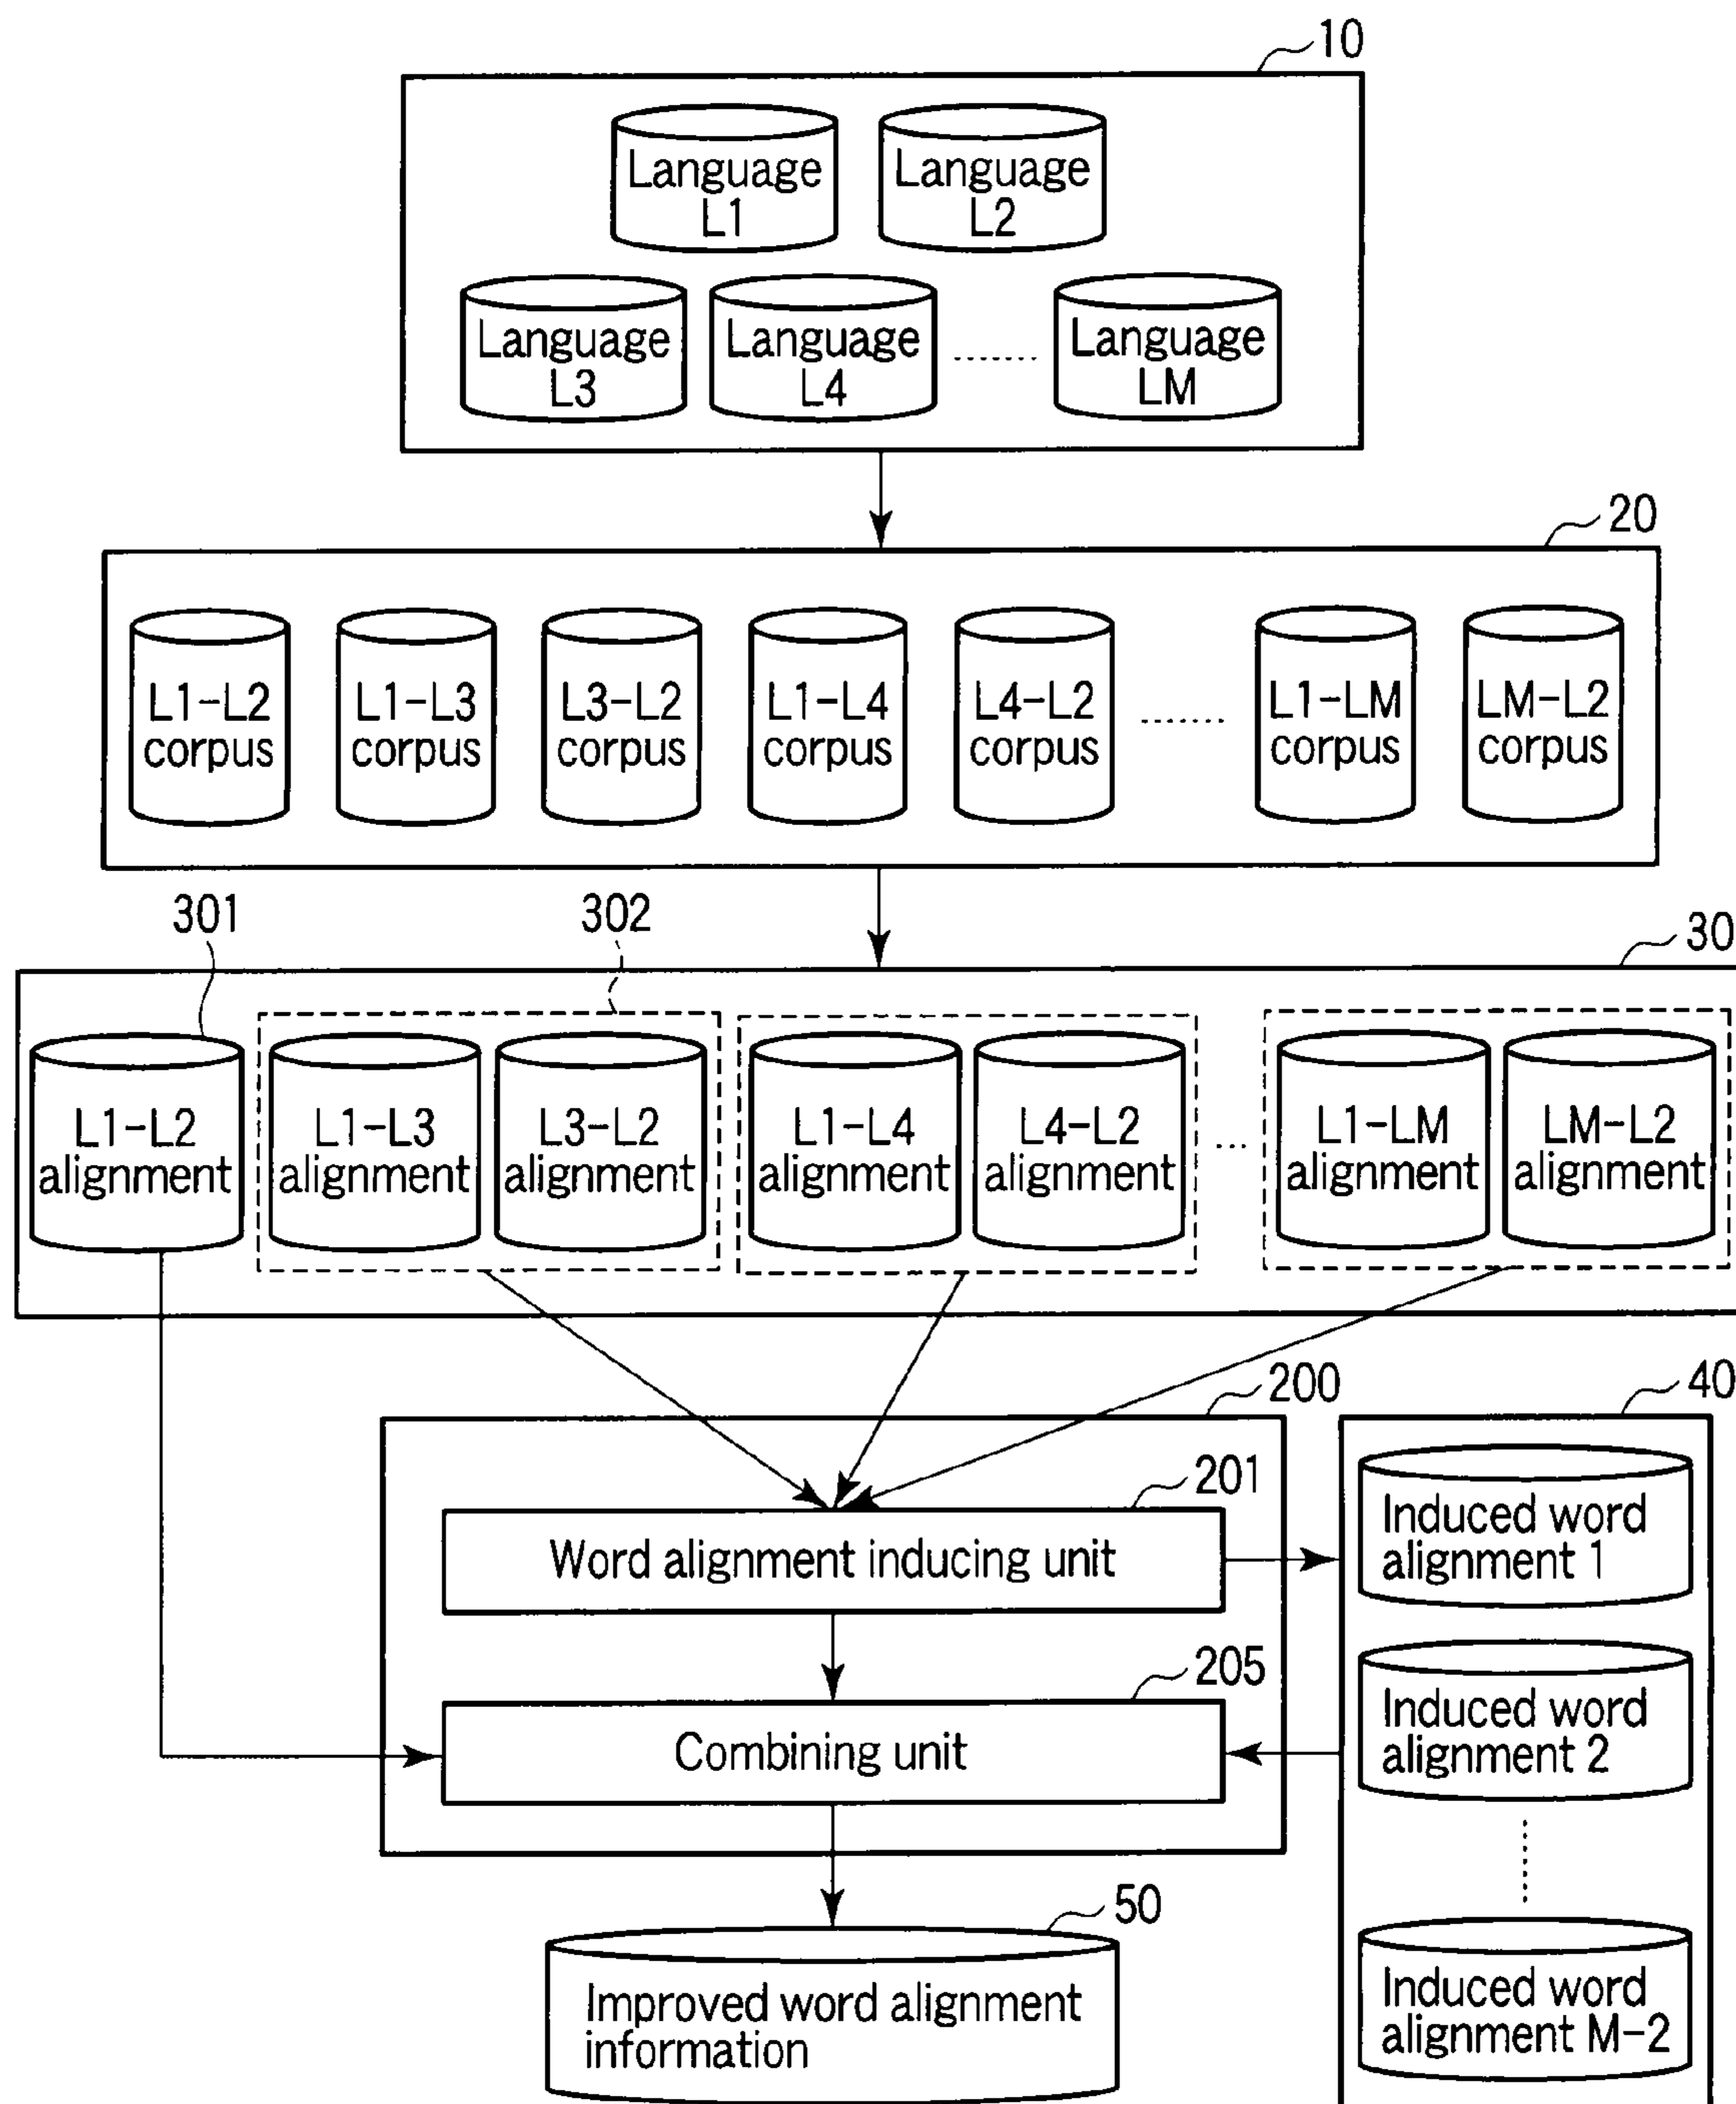 10
Language
L1
Language
L2
Language
L3
Language
L4
Language
LM
20
L1-L2
corpus
L1-L3
corpus
L3-L2
corpus
L1-L4
corpus
L4-L2
corpus
L1-LM
corpus
LM-L2
corpus
301
302
30
L1-L2
alignment
L1-L3
alignment
L3-L2
alignment
L1-L4
alignment
L4-L2
alignment
L1-LM
alignment
LM-L2
alignment
200
40
201
Word alignment inducing unit
Induced word
alignment 1
205
Combining unit
Induced word
alignment 2
50
Improved word alignment
information
Induced word
alignment M-2